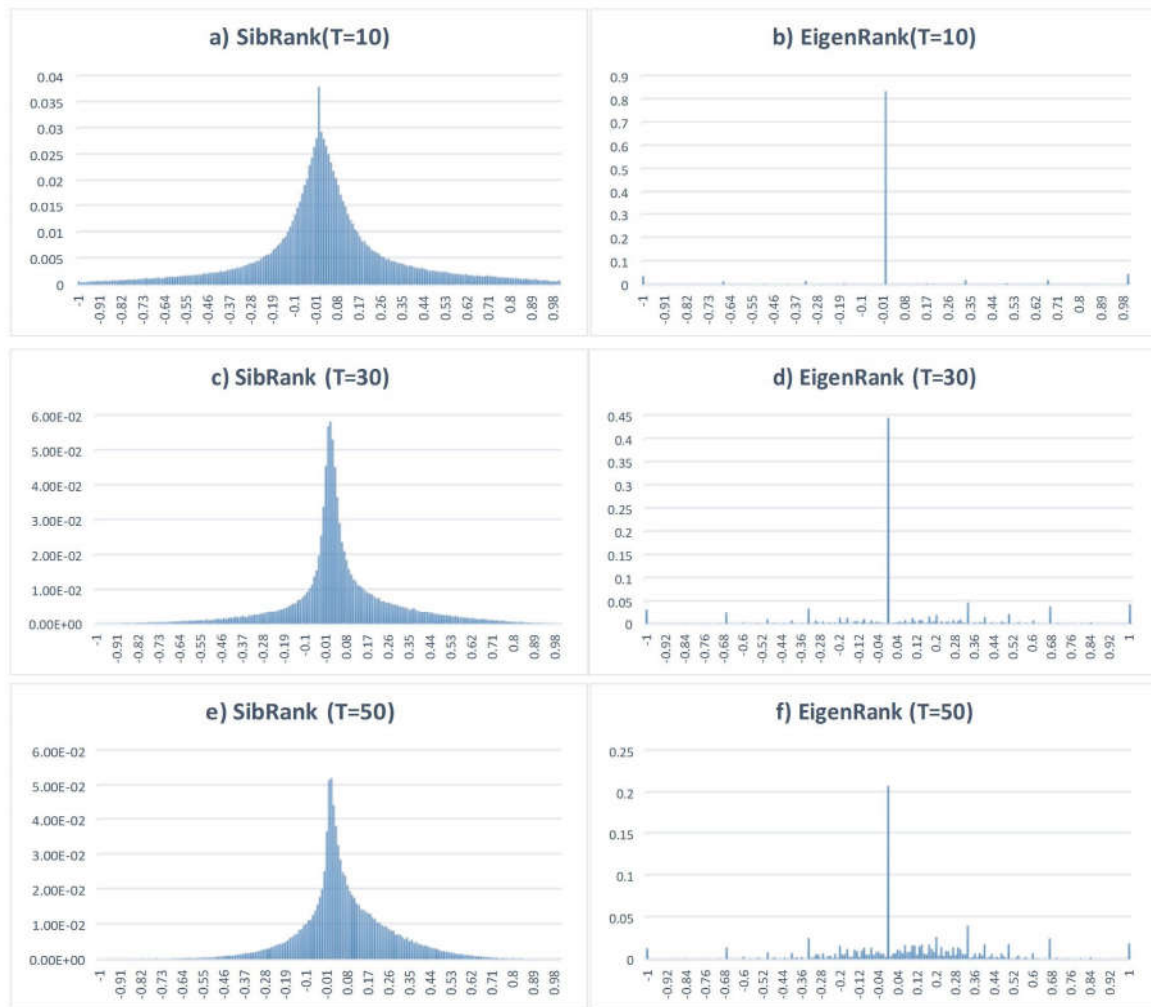 a) SibRank(T=10)
0.04
0.035
0.03
0.025
0.02
0.015
0.01
0.005
0
-1 -0.91 -0.82 -0.73 -0.64 -0.55 -0.46 -0.37 -0.28 -0.19 -0.1 -0.01 0.08 0.17 0.26 0.35 0.44 0.53 0.62 0.71 0.8 0.89 0.98
b) EigenRank(T=10)
0.9
0.8
0.7
0.6
0.5
0.4
0.3
0.2
0.1
0
-1 -0.91 -0.82 -0.73 -0.64 -0.55 -0.46 -0.37 -0.28 -0.19 -0.1 -0.01 0.08 0.17 0.26 0.35 0.44 0.53 0.62 0.71 0.8 0.89 0.98
c) SibRank (T=30)
6.00E-02
5.00E-02
4.00E-02
3.00E-02
2.00E-02
1.00E-02
0.00E+00
-1 -0.91 -0.82 -0.73 -0.64 -0.55 -0.46 -0.37 -0.28 -0.19 -0.1 -0.01 0.08 0.17 0.26 0.35 0.44 0.53 0.62 0.71 0.8 0.89 0.98
d) EigenRank (T=30)
0.45
0.4
0.35
0.3
0.25
0.2
0.15
0.1
0.05
0
-1 -0.92 -0.84 -0.76 -0.68 -0.6 -0.52 -0.44 -0.36 -0.28 -0.2 -0.12 -0.04 0.04 0.12 0.2 0.28 0.36 0.44 0.52 0.6 0.68 0.76 0.84 0.92 1
e) SibRank (T=50)
6.00E-02
5.00E-02
4.00E-02
3.00E-02
2.00E-02
1.00E-02
0.00E+00
-1 -0.91 -0.82 -0.73 -0.64 -0.55 -0.46 -0.37 -0.28 -0.19 -0.1 -0.01 0.08 0.17 0.26 0.35 0.44 0.53 0.62 0.71 0.8 0.89 0.98
f) EigenRank (T=50)
0.25
0.2
0.15
0.1
0.05
0
-1 -0.92 -0.84 -0.76 -0.68 -0.6 -0.52 -0.44 -0.36 -0.28 -0.2 -0.12 -0.04 0.04 0.12 0.2 0.28 0.36 0.44 0.52 0.6 0.68 0.76 0.84 0.92 1